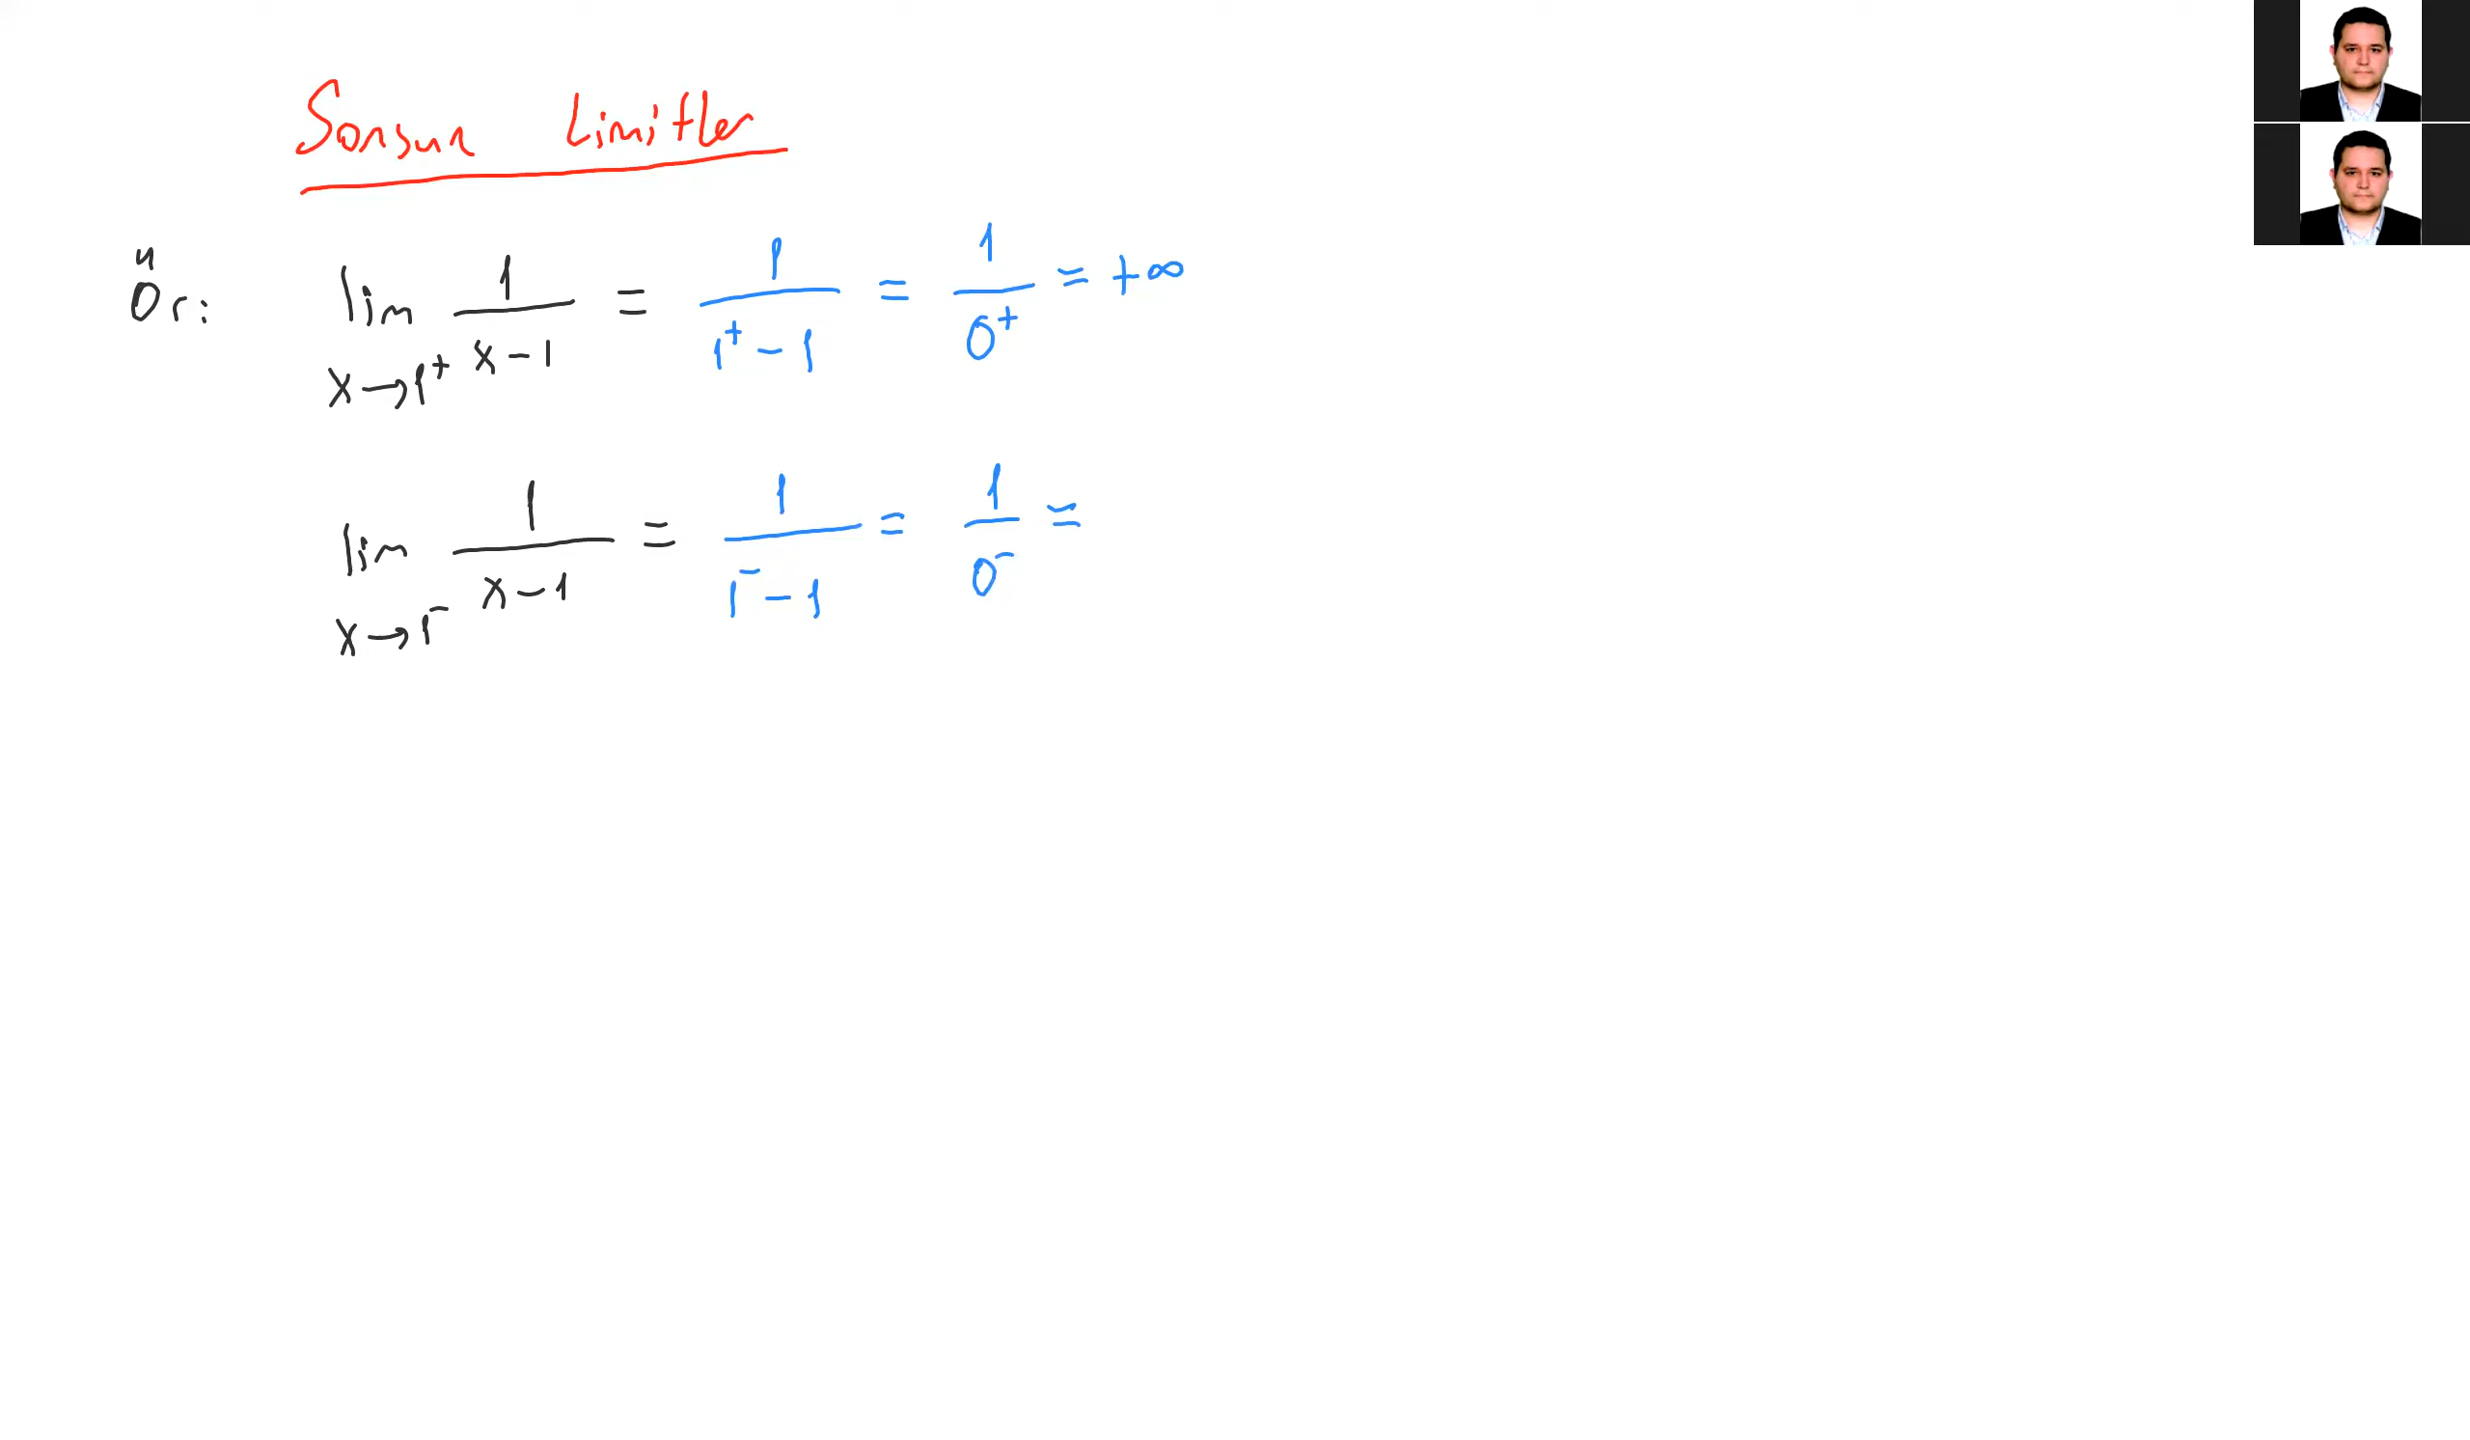 Sonsuz Limitler
Ör: lim x→1⁺ 1/(x-1) = 1/(1⁺-1) = 1/0⁺ = +∞
lim x→1⁻ 1/(x-1) = 1/(1⁻-1) = 1/0⁻ =